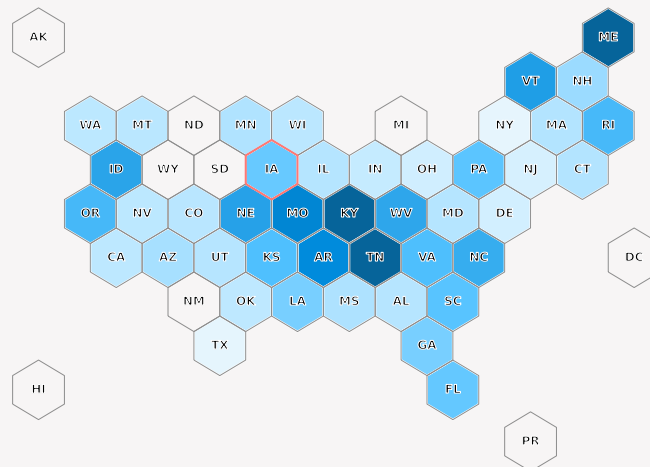 AK
ME
VT NH
WA MT ND MN WI MI NY MA RI
ID WY SD IA IL IN OH PA NJ CT
OR NV CO NE MO KY WV MD DE
CA AZ UT KS AR TN VA NC DC
NM OK LA MS AL SC
TX GA
HI FL
PR